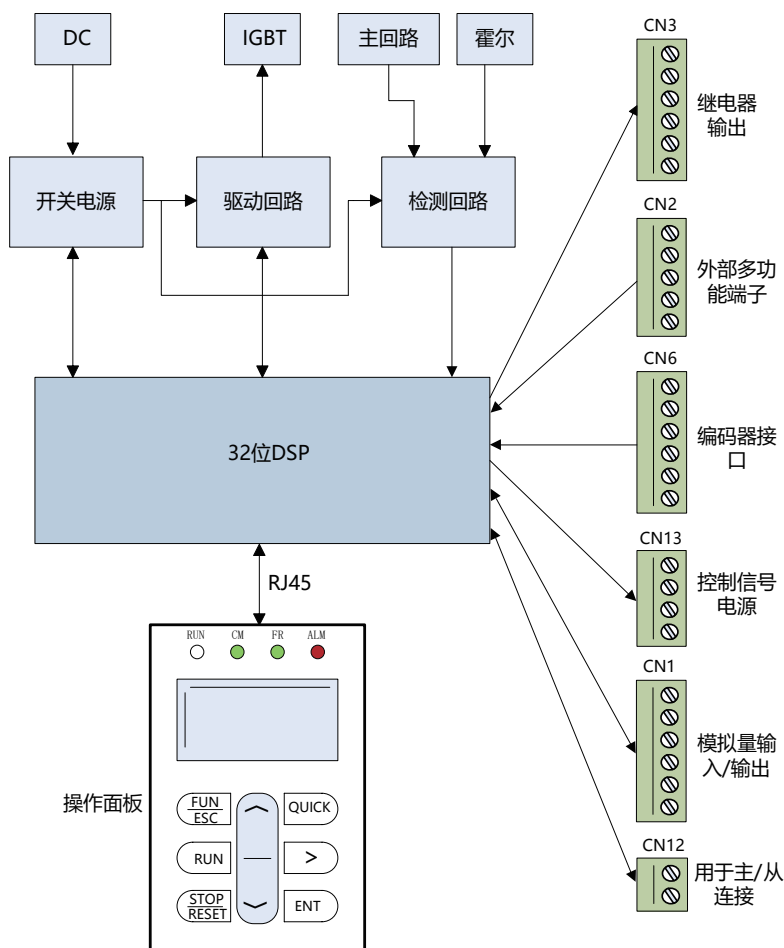 DC
IGBT
主回路
霍尔
开关电源
驱动回路
检测回路
32位DSP
RJ45
CN3
继电器
输出
CN2
外部多功
能端子
CN6
编码器接
口
CN13
控制信号
电源
CN1
模拟量输
入/输出
CN12
用于主/从
连接
操作面板
RUN
CM
FR
ALM
FUN
ESC
QUICK
RUN
>
STOP
RESET
ENT